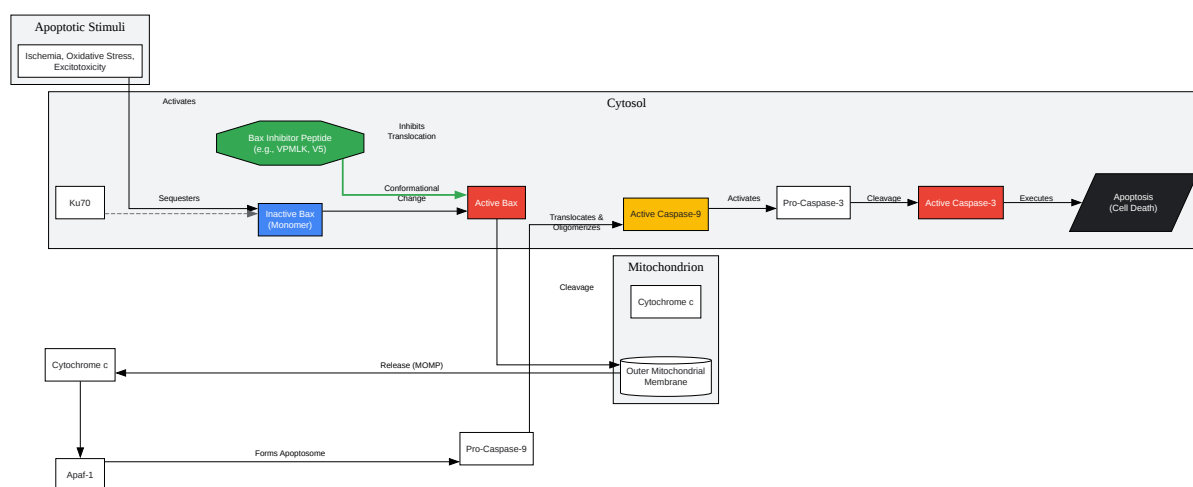 Apoptotic Stimuli
Ischemia, Oxidative Stress,
Excitotoxicity
Activates
Cytosol
Bax Inhibitor Peptide
(e.g., VPMLK, V5)
Inhibits
Translocation
Ku70
Sequesters
Inactive Bax
(Monomer)
Conformational
Change
Active Bax
Translocates &
Oligomerizes
Active Caspase-9
Activates
Pro-Caspase-3
Cleavage
Active Caspase-3
Executes
Apoptosis
(Cell Death)
Mitochondrion
Cleavage
Cytochrome c
Outer Mitochondrial
Membrane
Cytochrome c
Release (MOMP)
Apaf-1
Forms Apoptosome
Pro-Caspase-9